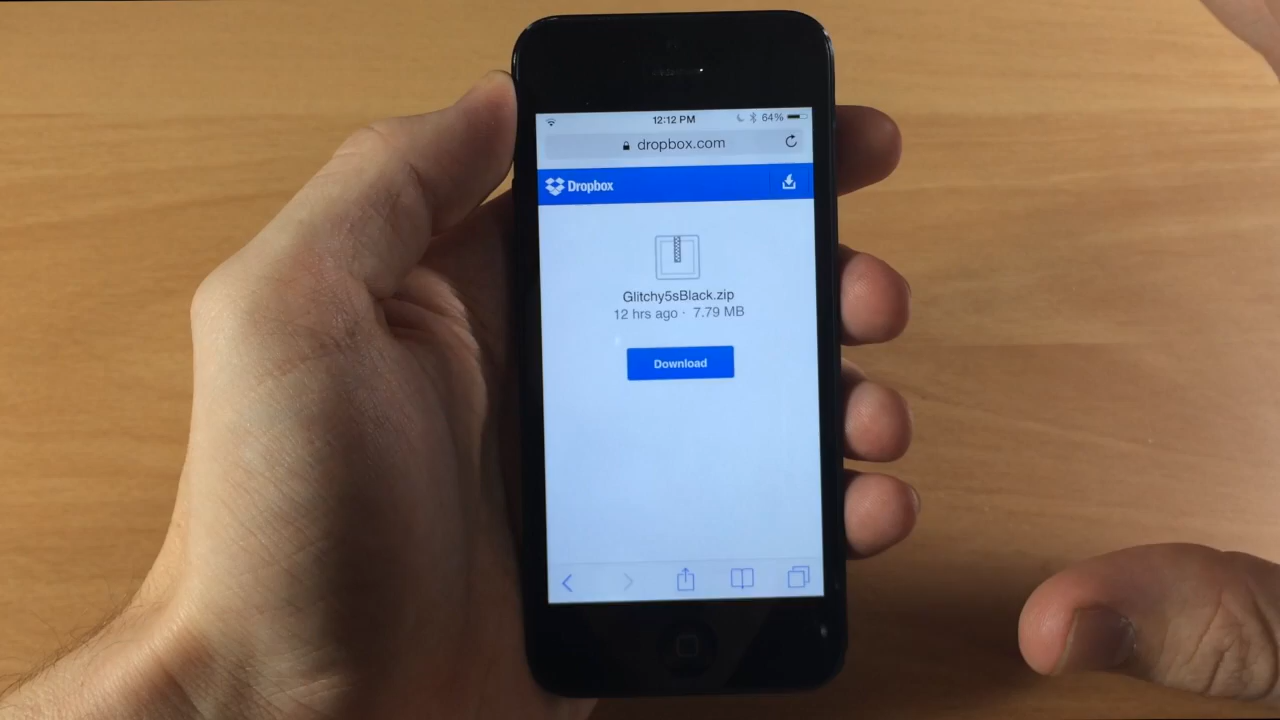 12:12 PM 64%
dropbox.com
Dropbox
Glitchy5sBlack.zip
12 hrs ago · 7.79 MB
Download